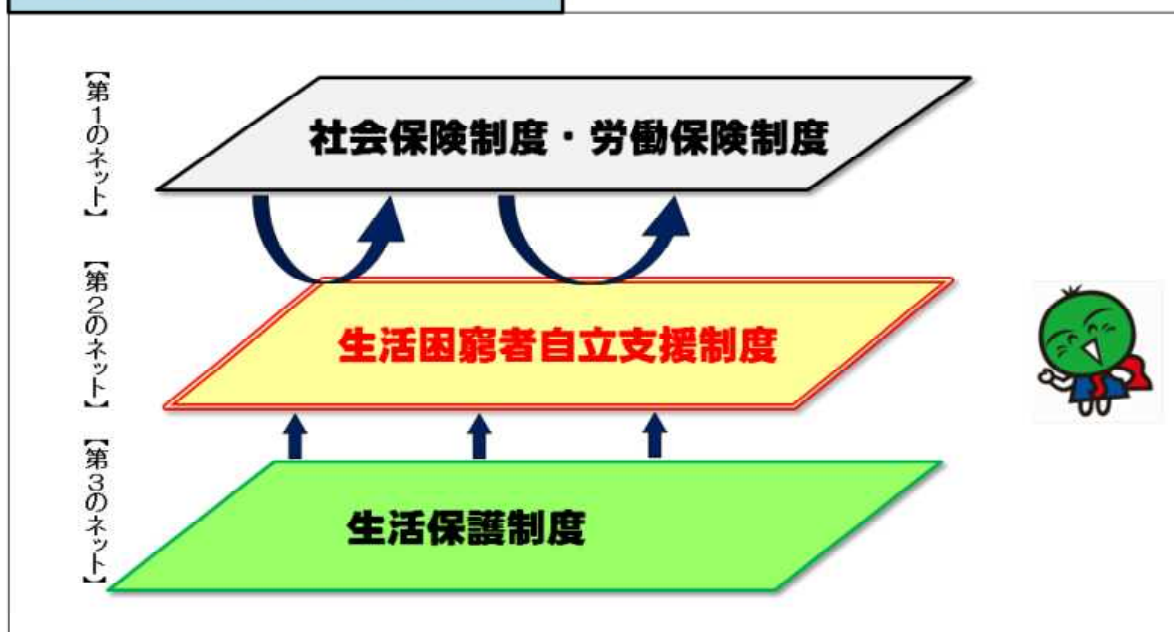 【第1のネット】
社会保険制度・労働保険制度
【第2のネット】
生活困窮者自立支援制度
【第3のネット】
生活保護制度